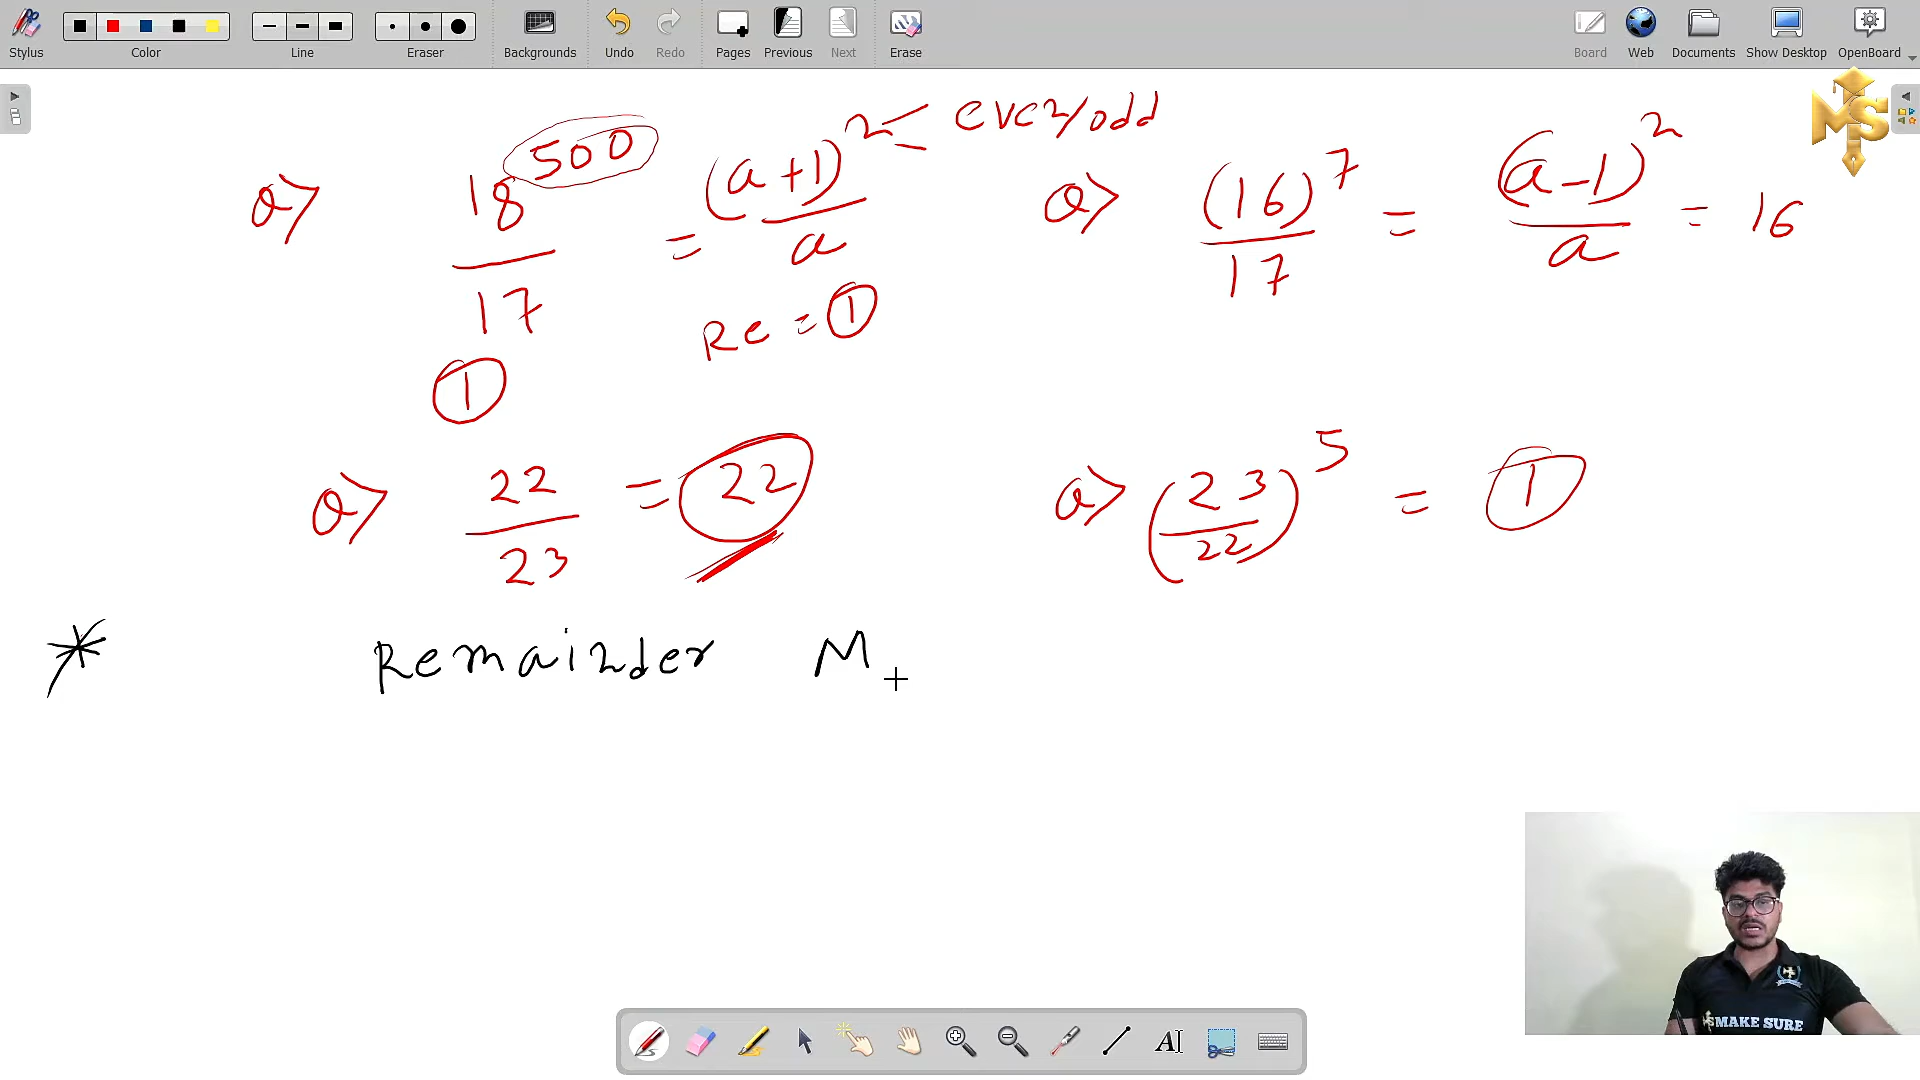 Stylus Color Line Eraser Backgrounds Undo Redo Pages Previous Next Erase Board Web Documents Show Desktop OpenBoard
MS
Q> 18^500 / 17 = (a+1)^n / a < even/odd
Re = 1
1
Q> (16)^7 / 17 = (a-1)^n / a = 16
Q> 22 / 23 = 22
Q> (23 / 22)^5 = 1
* Remainder M
MAKE SURE